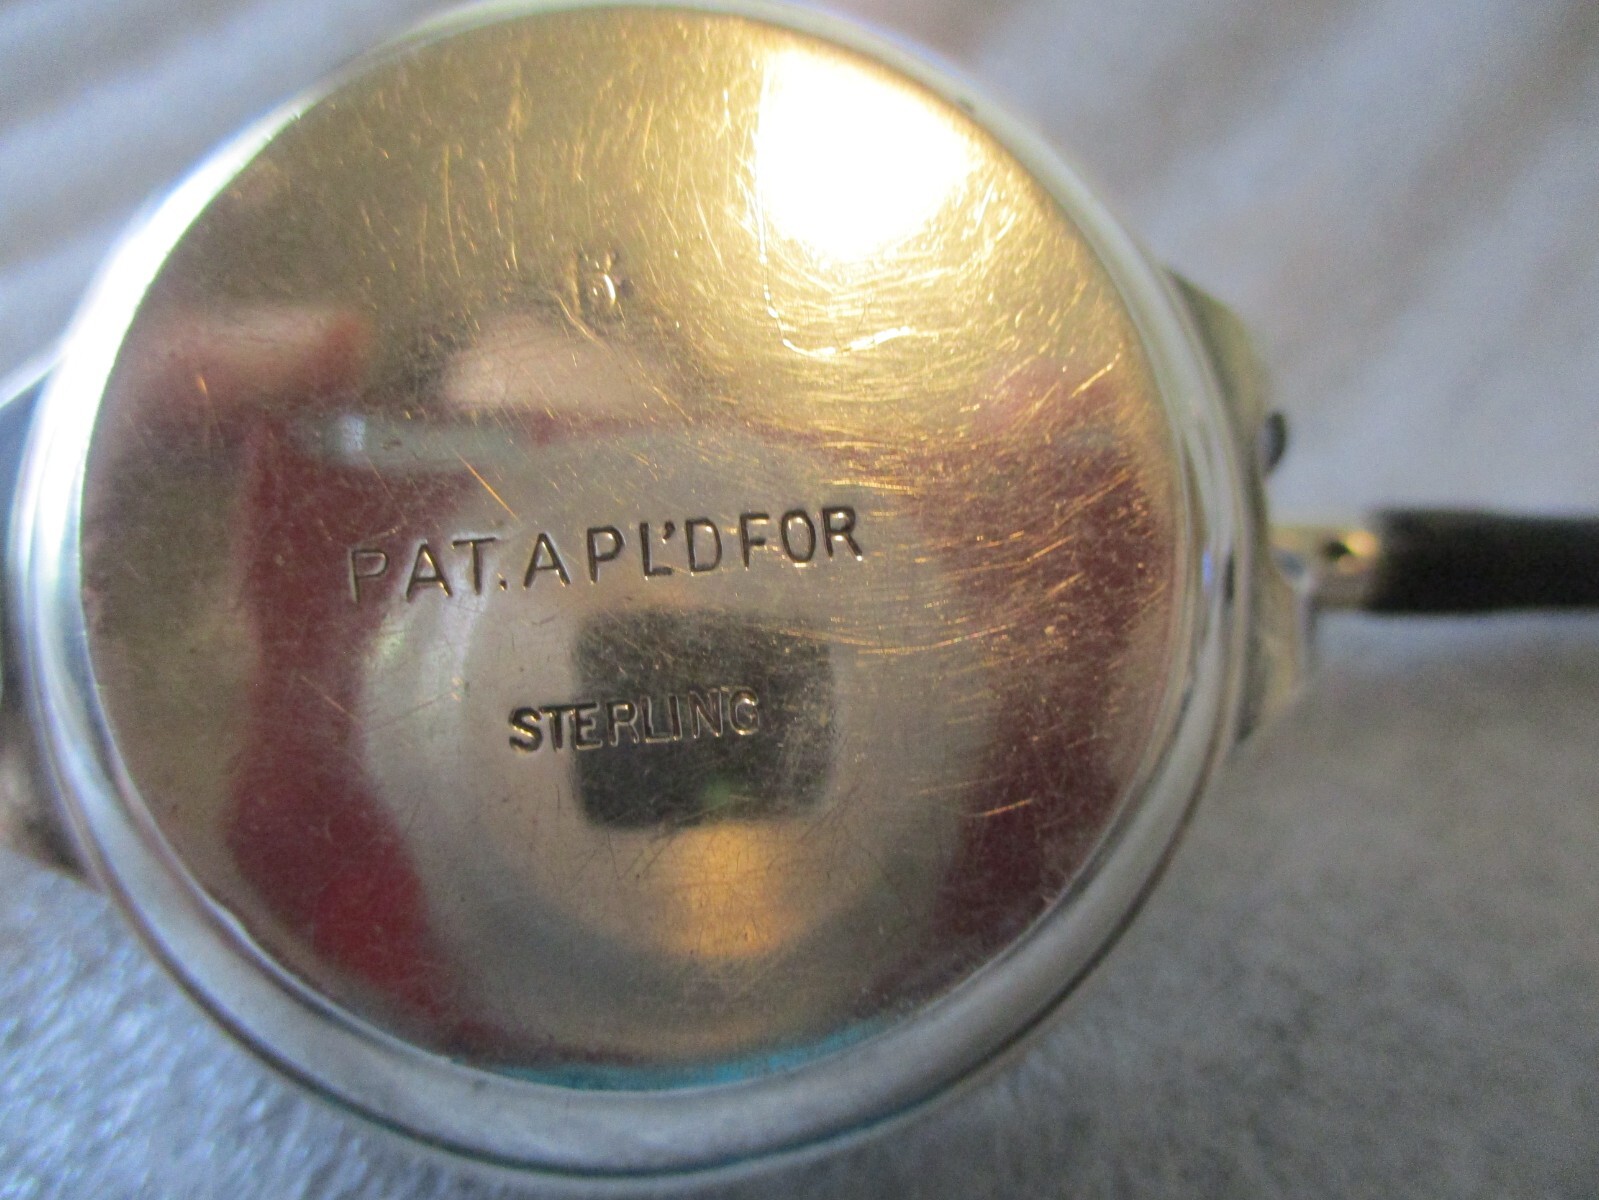 PAT. APL'D FOR
STERLING